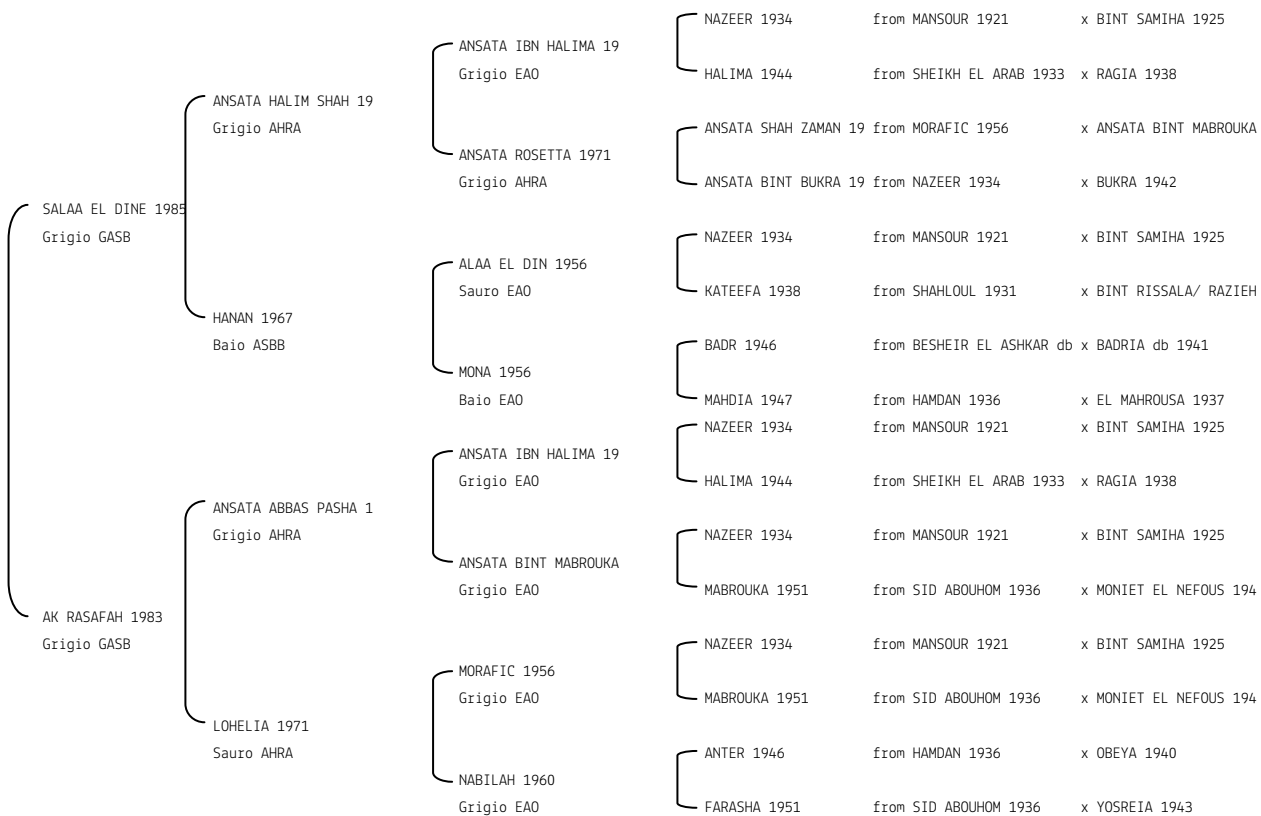 NAZEER 1934 from MANSOUR 1921 x BINT SAMIHA 1925
ANSATA IBN HALIMA 19
Grigio EAO
HALIMA 1944 from SHEIKH EL ARAB 1933 x RAGIA 1938
ANSATA HALIM SHAH 19
Grigio AHRA
ANSATA SHAH ZAMAN 19 from MORAFIC 1956 x ANSATA BINT MABROUKA
ANSATA ROSETTA 1971
Grigio AHRA
ANSATA BINT BUKRA 19 from NAZEER 1934 x BUKRA 1942
SALAA EL DINE 1985
Grigio GASB
NAZEER 1934 from MANSOUR 1921 x BINT SAMIHA 1925
ALAA EL DIN 1956
Sauro EAO
KATEEFA 1938 from SHAHLOUL 1931 x BINT RISSALA/ RAZIEH
HANAN 1967
Baio ASBB
BADR 1946 from BESHEIR EL ASHKAR db x BADRIA db 1941
MONA 1956
Baio EAO
MAHDIA 1947 from HAMDAN 1936 x EL MAHROUSA 1937
NAZEER 1934 from MANSOUR 1921 x BINT SAMIHA 1925
ANSATA IBN HALIMA 19
Grigio EAO
HALIMA 1944 from SHEIKH EL ARAB 1933 x RAGIA 1938
ANSATA ABBAS PASHA 1
Grigio AHRA
NAZEER 1934 from MANSOUR 1921 x BINT SAMIHA 1925
ANSATA BINT MABROUKA
Grigio EAO
MABROUKA 1951 from SID ABOUHOM 1936 x MONIET EL NEFOUS 194
AK RASAFAH 1983
Grigio GASB
NAZEER 1934 from MANSOUR 1921 x BINT SAMIHA 1925
MORAFIC 1956
Grigio EAO
MABROUKA 1951 from SID ABOUHOM 1936 x MONIET EL NEFOUS 194
LOHELIA 1971
Sauro AHRA
ANTER 1946 from HAMDAN 1936 x OBEYA 1940
NABILAH 1960
Grigio EAO
FARASHA 1951 from SID ABOUHOM 1936 x YOSREIA 1943